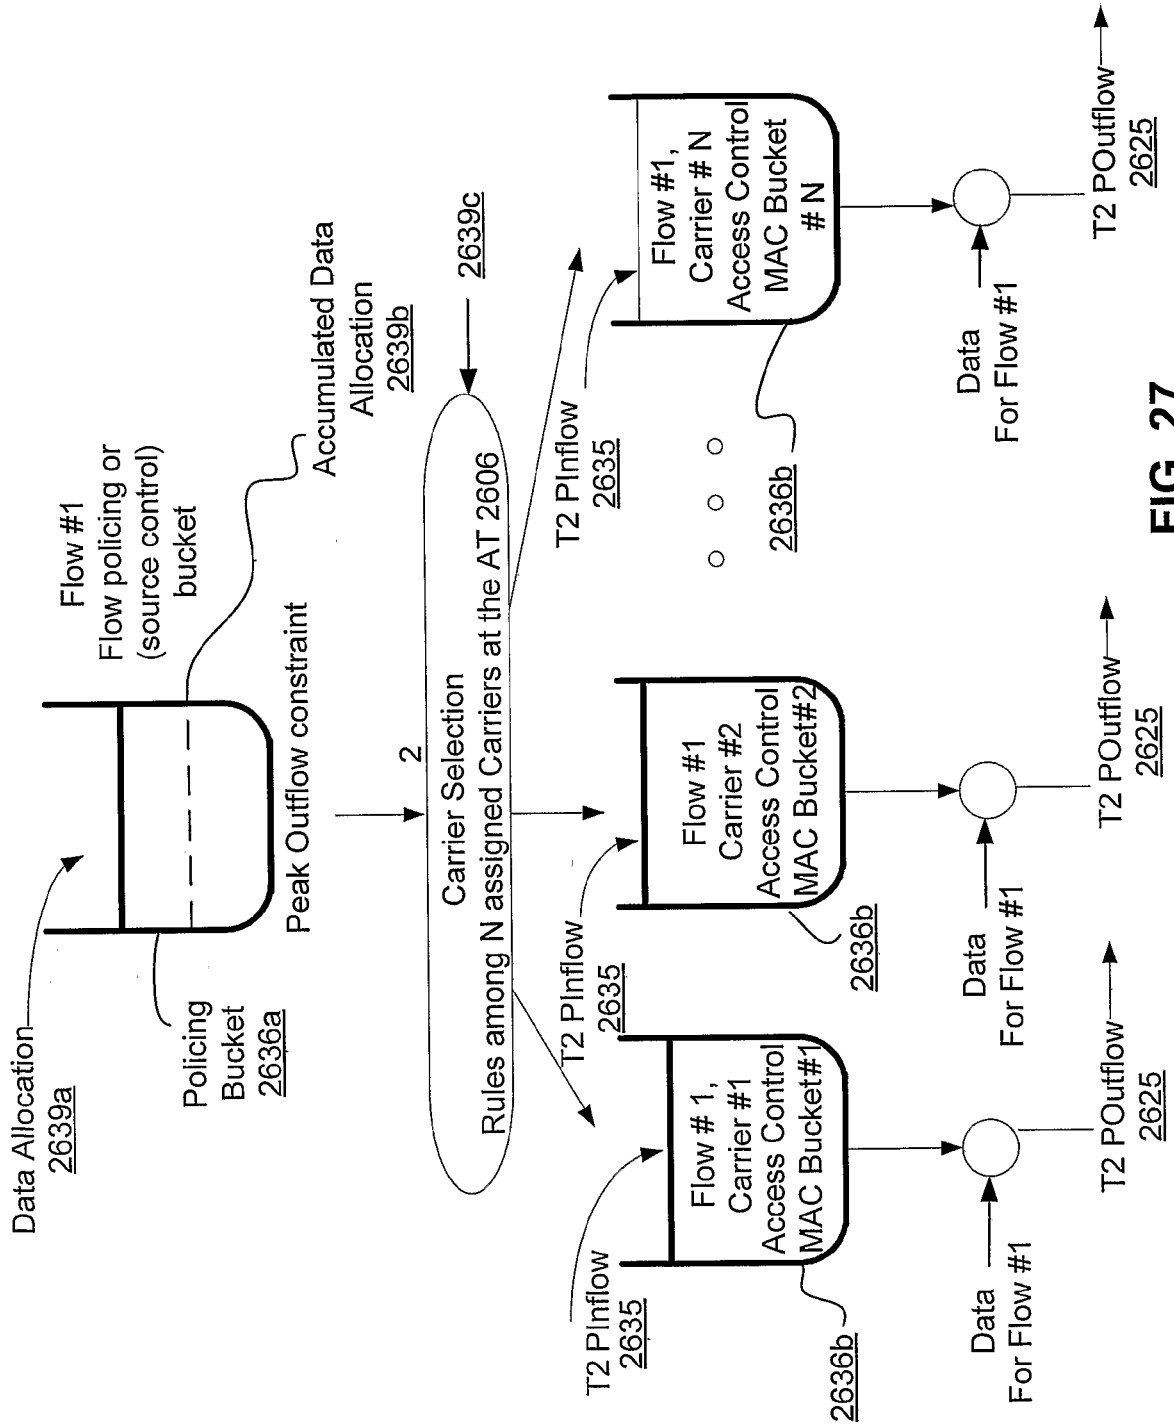 Data Allocation
2639a
Flow #1
Flow policing or
(source control)
bucket
Policing
Bucket
2636a
Accumulated Data
Allocation
2639b
Peak Outflow constraint
2
Carrier Selection
Rules among N assigned Carriers at the AT 2606
2639c
T2 PInflow
2635
Flow # 1,
Carrier #1
Access Control
MAC Bucket#1
2636b
Data
For Flow #1
T2 POutflow
2625
T2 PInflow
2635
Flow #1
Carrier #2
Access Control
MAC Bucket#2
2636b
Data
For Flow #1
T2 POutflow
2625
T2 PInflow
2635
Flow #1,
Carrier # N
Access Control
MAC Bucket
# N
2636b
Data
For Flow #1
T2 POutflow
2625
FIG. 27